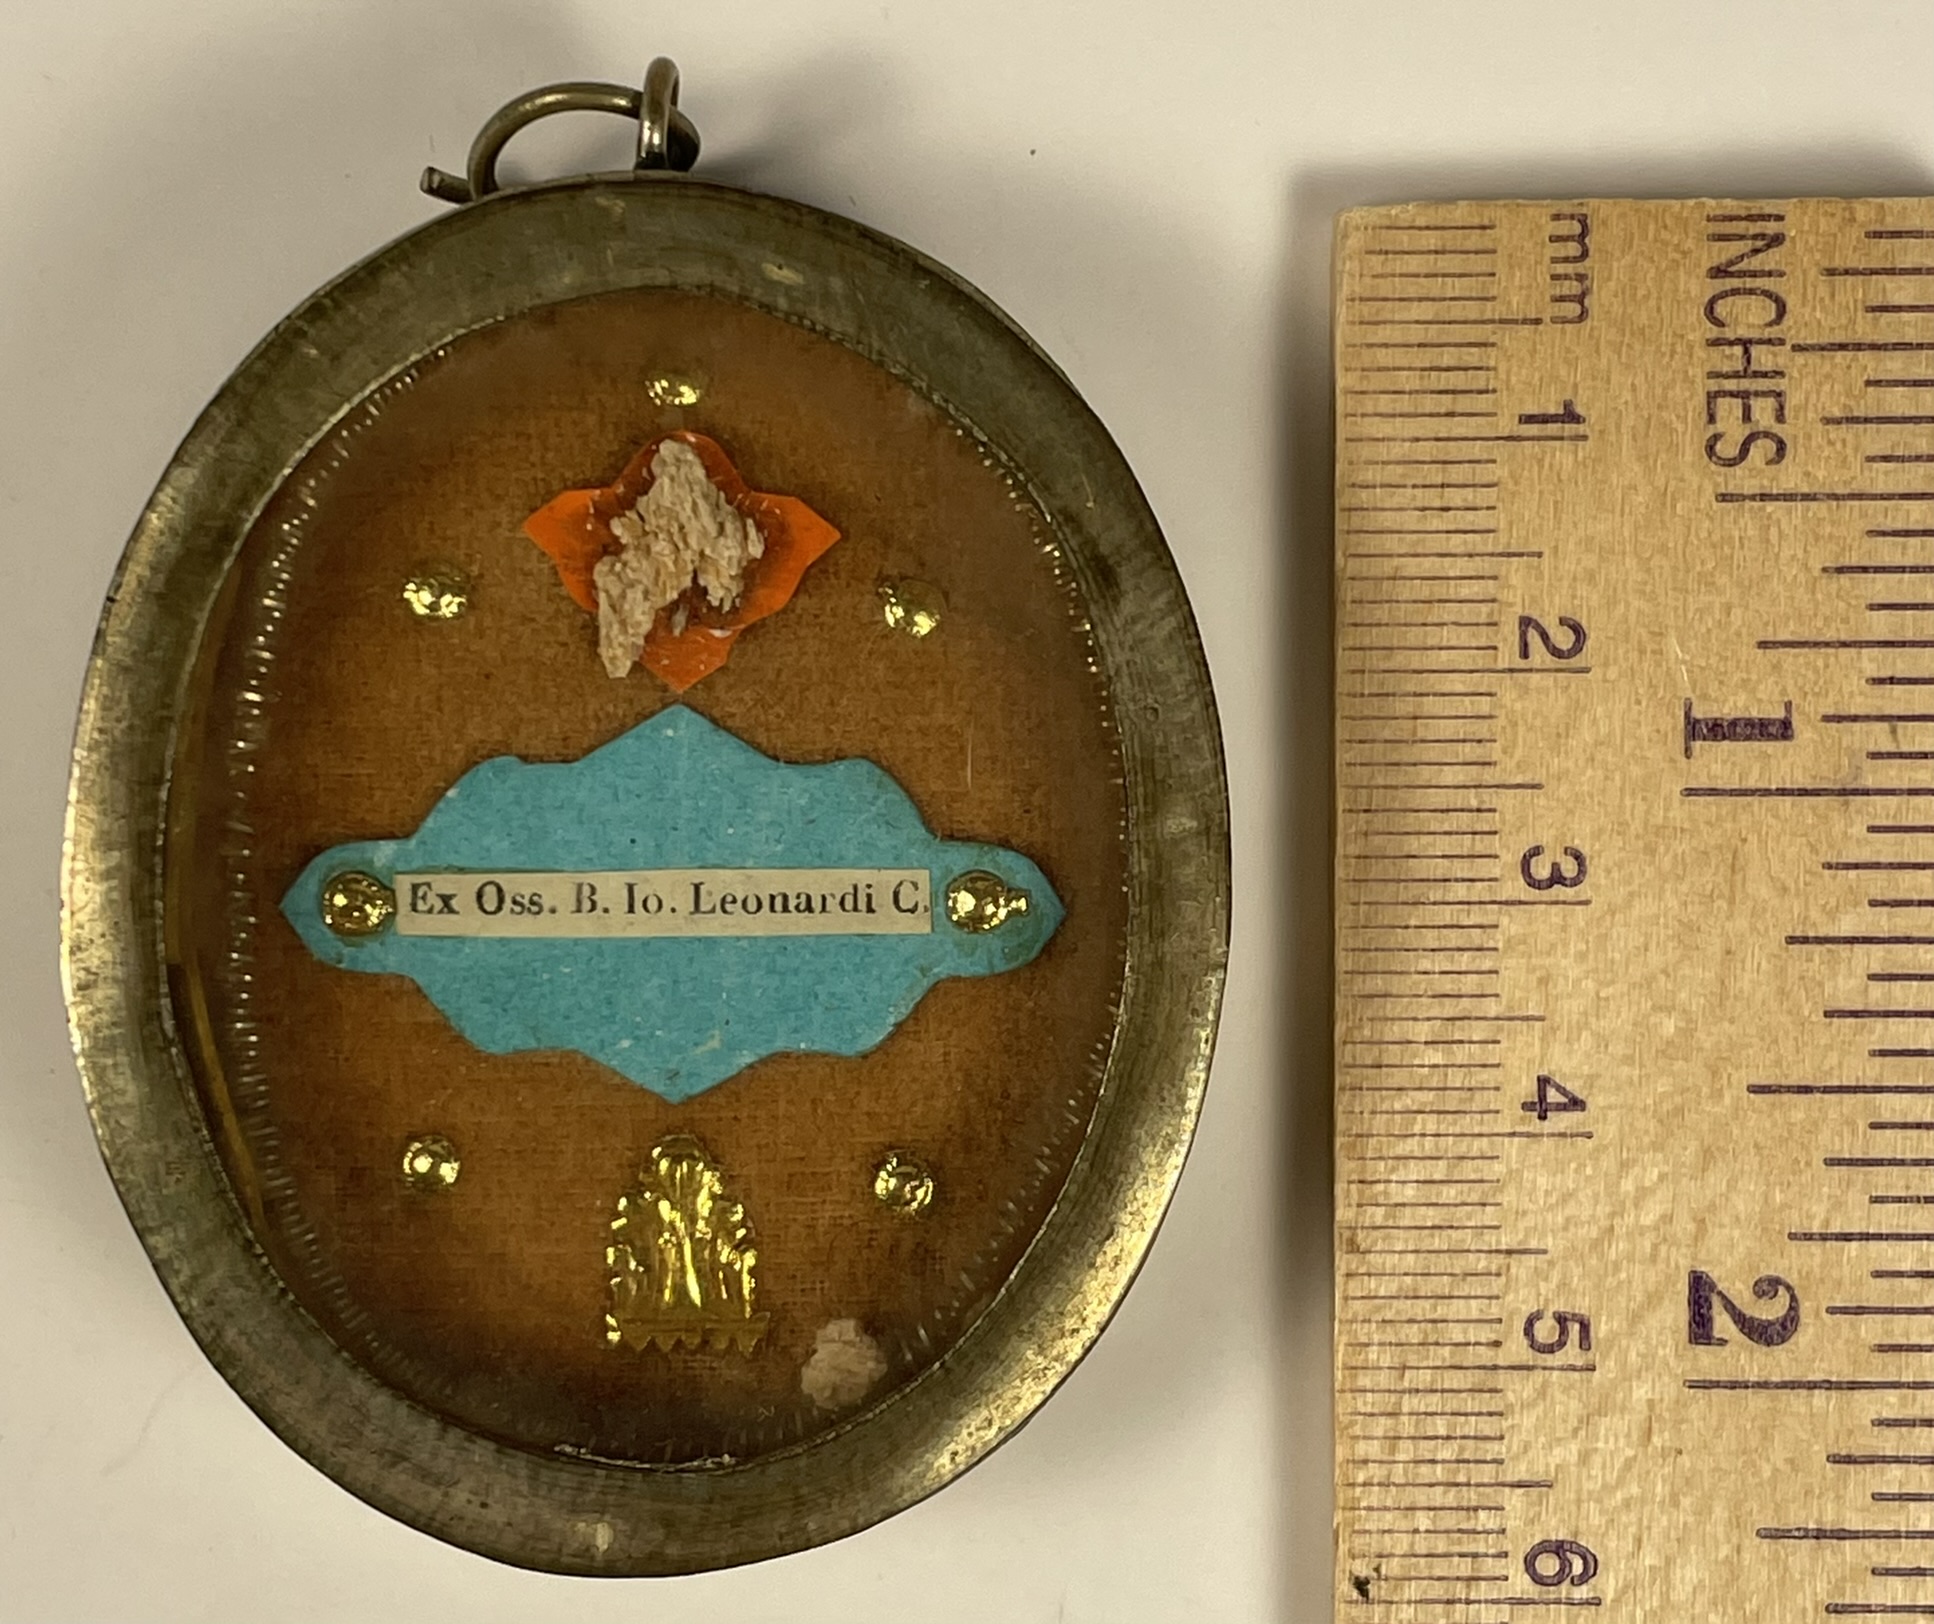 Ex Oss. B. Io. Leonardi C.
mm 1 2 3 4 5 6
INCHES 1 2